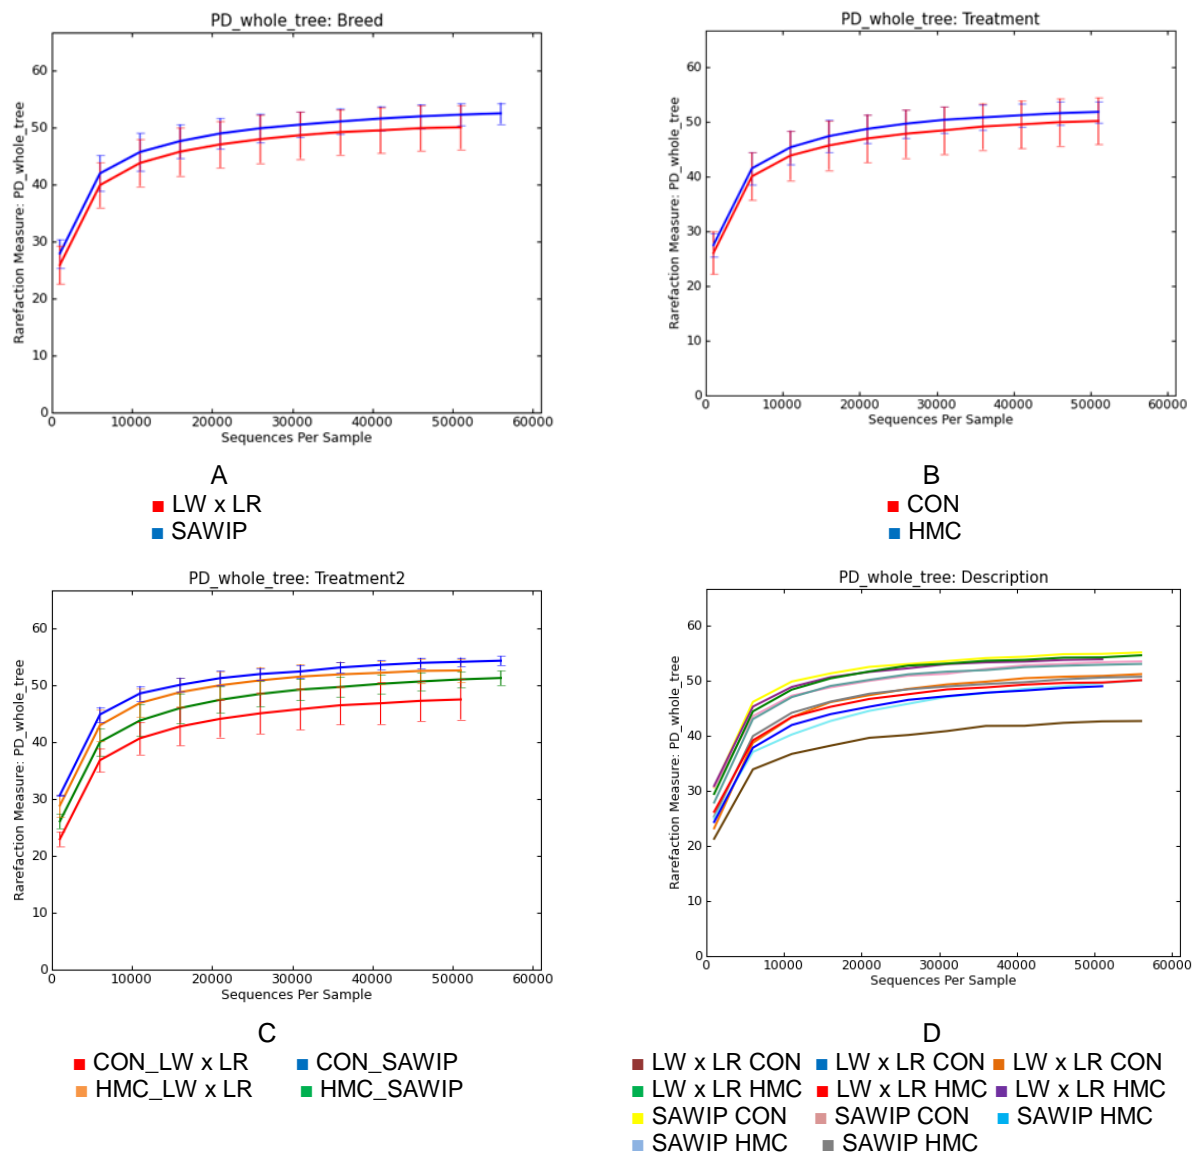 PD_whole_tree: Breed
Rarefaction Measure: PD_whole_tree
60
50
40
30
20
10
0
10000 20000 30000 40000 50000 60000
Sequences Per Sample
A
LW x LR
SAWIP
PD_whole_tree: Treatment
Rarefaction Measure: PD_whole_tree
60
50
40
30
20
10
0
0 10000 20000 30000 40000 50000 60000
Sequences Per Sample
B
CON
HMC
PD_whole_tree: Treatment2
Rarefaction Measure: PD_whole_tree
60
50
40
30
20
10
0
10000 20000 30000 40000 50000 60000
Sequences Per Sample
C
CON_LW x LR CON_SAWIP
HMC_LW x LR HMC_SAWIP
PD_whole_tree: Description
Rarefaction Measure: PD_whole_tree
60
50
40
30
20
10
0
0 10000 20000 30000 40000 50000 60000
Sequences Per Sample
D
LW x LR CON LW x LR CON LW x LR CON
LW x LR HMC LW x LR HMC LW x LR HMC
SAWIP CON SAWIP CON SAWIP HMC
SAWIP HMC SAWIP HMC